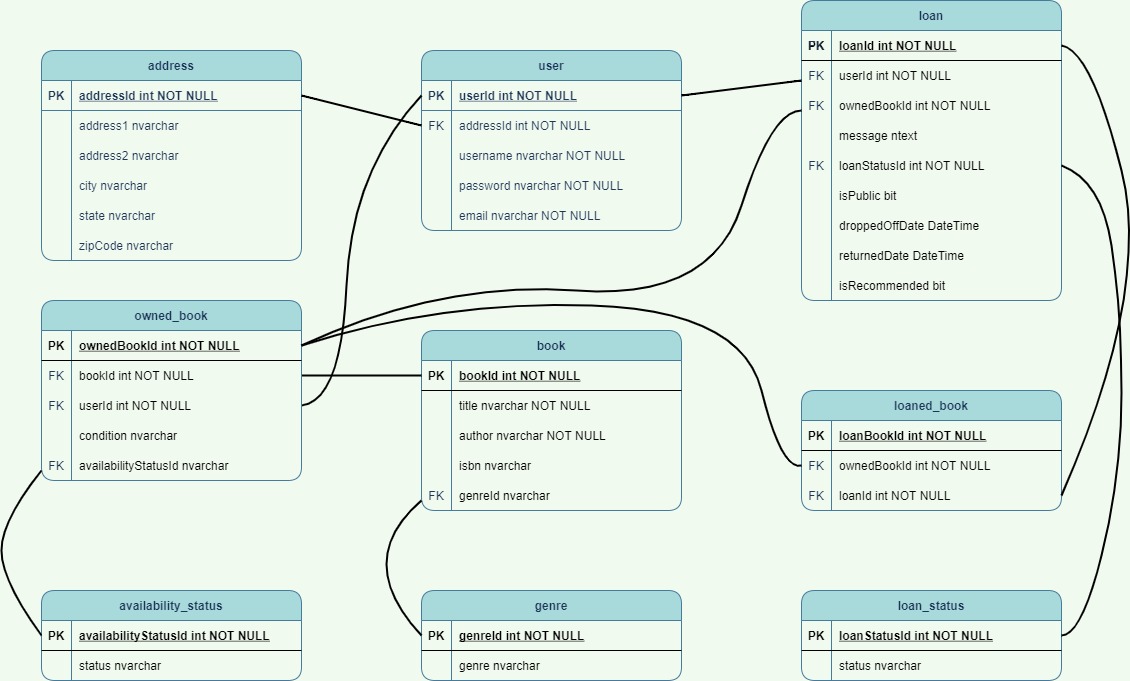 address
PK addressId int NOT NULL
address1 nvarchar
address2 nvarchar
city nvarchar
state nvarchar
zipCode nvarchar
user
PK userId int NOT NULL
FK addressId int NOT NULL
username nvarchar NOT NULL
password nvarchar NOT NULL
email nvarchar NOT NULL
loan
PK loanId int NOT NULL
FK userId int NOT NULL
FK ownedBookId int NOT NULL
message ntext
FK loanStatusId int NOT NULL
isPublic bit
droppedOffDate DateTime
returnedDate DateTime
isRecommended bit
owned_book
PK ownedBookId int NOT NULL
FK bookId int NOT NULL
FK userId int NOT NULL
condition nvarchar
FK availabilityStatusId nvarchar
book
PK bookId int NOT NULL
title nvarchar NOT NULL
author nvarchar NOT NULL
isbn nvarchar
FK genreId nvarchar
loaned_book
PK loanBookId int NOT NULL
FK ownedBookId int NOT NULL
FK loanId int NOT NULL
availability_status
PK availabilityStatusId int NOT NULL
status nvarchar
genre
PK genreId int NOT NULL
genre nvarchar
loan_status
PK loanStatusId int NOT NULL
status nvarchar